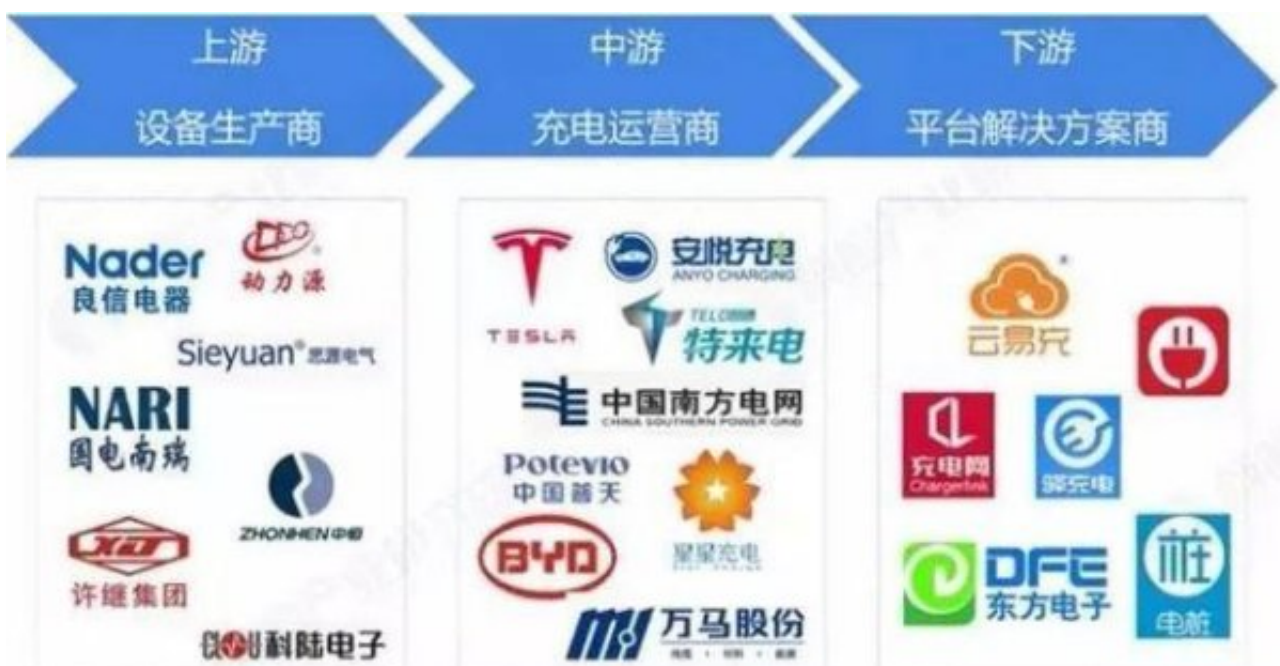 上游
设备生产商
中游
充电运营商
下游
平台解决方案商
Nader
良信电器
动力源
Sieyuan® 思源电气
NARI
国电南瑞
ZHONHEN 中恒
许继集团
CLOU 科陆电子
TESLA
安悦充电
ANYO CHARGING
特来电
中国南方电网
CHINA SOUTHERN POWER GRID
Potevio
中国普天
星星充电
BYD
万马股份
云易充
充电网
Chargerlink
驿充电
DFE
东方电子
桩
电桩